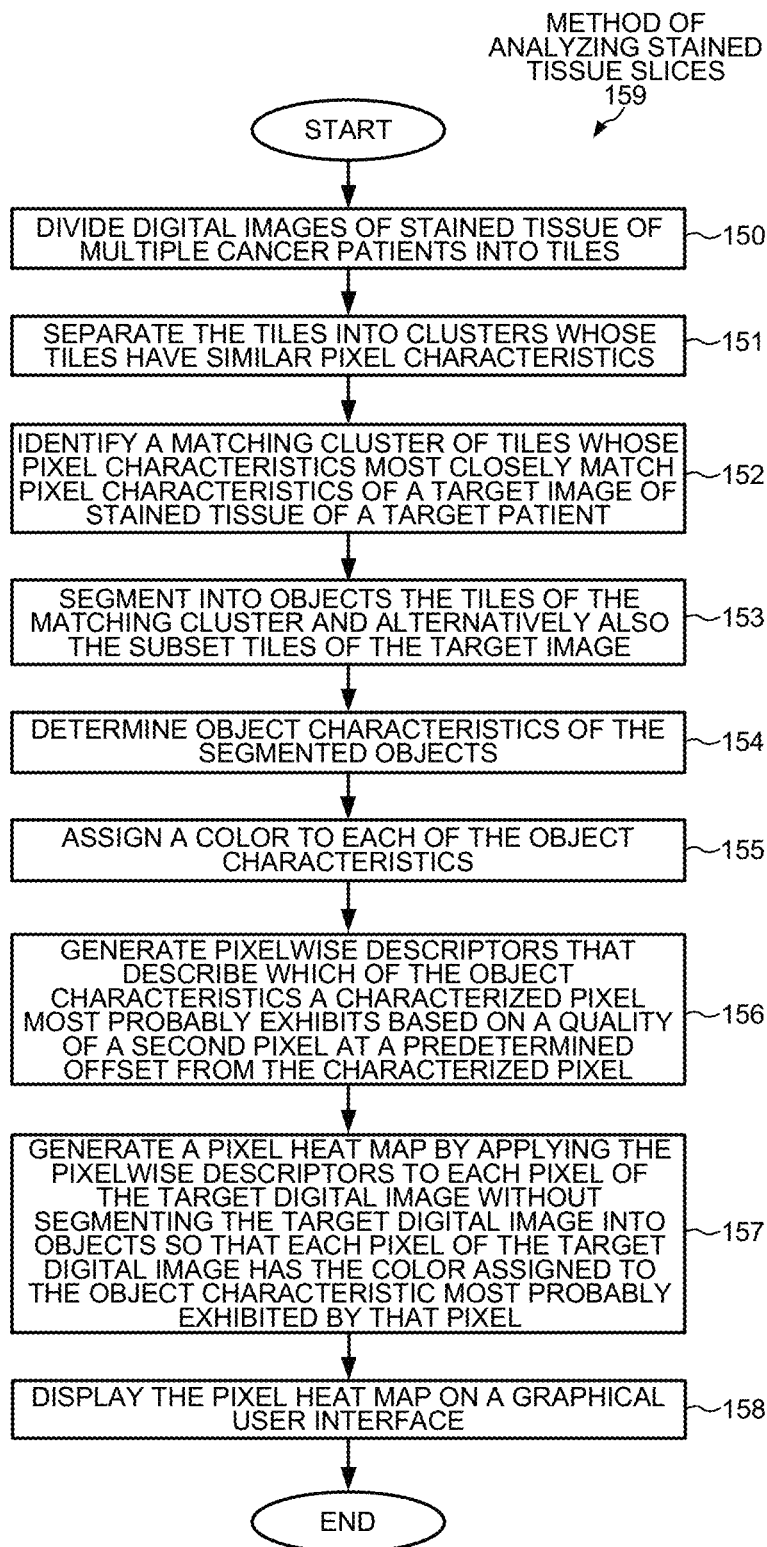 METHOD OF
ANALYZING STAINED
TISSUE SLICES
159
START
DIVIDE DIGITAL IMAGES OF STAINED TISSUE OF
MULTIPLE CANCER PATIENTS INTO TILES
150
SEPARATE THE TILES INTO CLUSTERS WHOSE
TILES HAVE SIMILAR PIXEL CHARACTERISTICS
151
IDENTIFY A MATCHING CLUSTER OF TILES WHOSE
PIXEL CHARACTERISTICS MOST CLOSELY MATCH
PIXEL CHARACTERISTICS OF A TARGET IMAGE OF
STAINED TISSUE OF A TARGET PATIENT
152
SEGMENT INTO OBJECTS THE TILES OF THE
MATCHING CLUSTER AND ALTERNATIVELY ALSO
THE SUBSET TILES OF THE TARGET IMAGE
153
DETERMINE OBJECT CHARACTERISTICS OF THE
SEGMENTED OBJECTS
154
ASSIGN A COLOR TO EACH OF THE OBJECT
CHARACTERISTICS
155
GENERATE PIXELWISE DESCRIPTORS THAT
DESCRIBE WHICH OF THE OBJECT
CHARACTERISTICS A CHARACTERIZED PIXEL
MOST PROBABLY EXHIBITS BASED ON A QUALITY
OF A SECOND PIXEL AT A PREDETERMINED
OFFSET FROM THE CHARACTERIZED PIXEL
156
GENERATE A PIXEL HEAT MAP BY APPLYING THE
PIXELWISE DESCRIPTORS TO EACH PIXEL OF
THE TARGET DIGITAL IMAGE WITHOUT
SEGMENTING THE TARGET DIGITAL IMAGE INTO
OBJECTS SO THAT EACH PIXEL OF THE TARGET
DIGITAL IMAGE HAS THE COLOR ASSIGNED TO
THE OBJECT CHARACTERISTIC MOST PROBABLY
EXHIBITED BY THAT PIXEL
157
DISPLAY THE PIXEL HEAT MAP ON A GRAPHICAL
USER INTERFACE
158
END